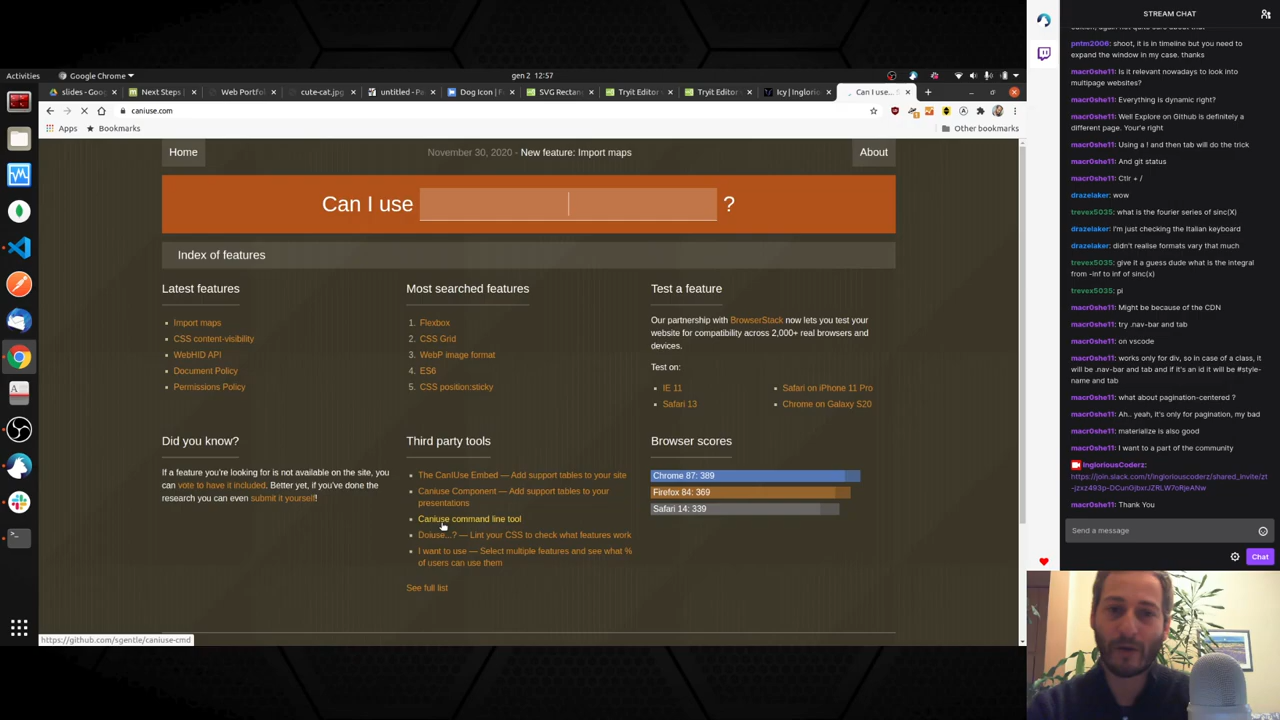 Activities
Google Chrome
gen 2 12:57
slides - Goo
Next Steps
Web Portfol
cute-cat.jpg
Untitled - Pa
Dog Icon | F
SVG Rectan
Tryit Editor
Tryit Editor
Icy | Inglorio
Can I use...
caniuse.com
Apps
Bookmarks
Other bookmarks
Home
November 30, 2020 - New feature: Import maps
About
Can I use
?
Index of features
Latest features
Import maps
CSS content-visibility
WebHID API
Document Policy
Permissions Policy
Most searched features
1. Flexbox
2. CSS Grid
3. WebP image format
4. ES6
5. CSS position:sticky
Test a feature
Our partnership with BrowserStack now lets you test your
website for compatibility across 2,000+ real browsers and
devices.
Test on:
IE 11
Safari 13
Safari on iPhone 11 Pro
Chrome on Galaxy S20
Did you know?
If a feature you're looking for is not available on the site, you
can vote to have it included. Better yet, if you've done the
research you can even submit it yourself!
Third party tools
The CanIUse Embed — Add support tables to your site
Caniuse Component — Add support tables to your
presentations
Caniuse command line tool
Doiuse...? — Lint your CSS to check what features work
I want to use — Select multiple features and see what %
of users can use them
See full list
Browser scores
Chrome 87: 389
Firefox 84: 369
Safari 14: 339
https://github.com/sgentle/caniuse-cmd
STREAM CHAT
pntm2006: shoot, it is in timeline but you need to
expand the window in my case. thanks
macr0she11: Is it relevant nowadays to look into
multipage websites?
macr0she11: Everything is dynamic right?
macr0she11: Well Explore on Github is definitely a
different page. Your'e right
macr0she11: Using a ! and then tab will do the trick
macr0she11: And git status
macr0she11: Ctlr + /
drazelaker: wow
trevex5035: what is the fourier series of sinc(X)
drazelaker: I'm just checking the Italian keyboard
drazelaker: didn't realise formats vary that much
trevex5035: give it a guess dude what is the integral
from -inf to Inf of sinc(x)
trevex5035: pi
macr0she11: Might be because of the CDN
macr0she11: try .nav-bar and tab
macr0she11: on vscode
macr0she11: works only for div, so in case of a class, it
will be .nav-bar and tab and if it's an id it will be #style-
name and tab
macr0she11: what about pagination-centered ?
macr0she11: Ah.. yeah, it's only for pagination, my bad
macr0she11: materialize is also good
macr0she11: I want to a part of the community
IngloriousCoderz:
https://join.slack.com/t/ingloriouscoderz/shared_invite/zt
macr0she11: Thank You
Send a message
Chat